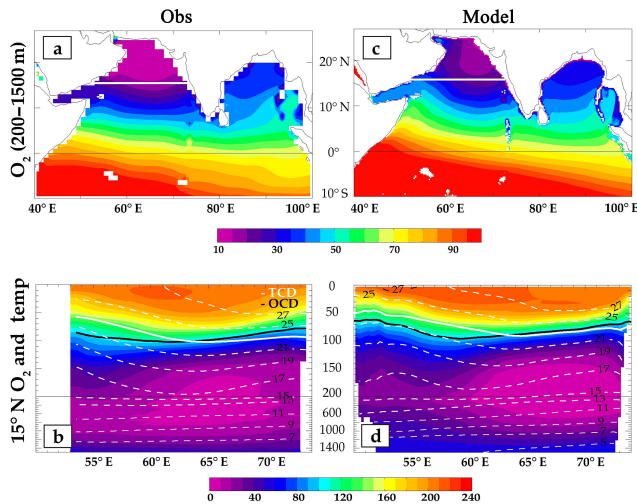 Obs Model
O₂ (200–1500 m)
a c
20° N
10° N
0°
10° S
40° E 60° E 80° E 100° E 40° E 60° E 80° E 100° E
10 30 50 70 90
15° N O₂ and temp
- TCD
- OCD
27
25
21
19
17
15
13
11
9
7
b
0
50
100
150
200
600
1000
1400
27
25
25
23
21
19
17
15
13
11
9
7
5
d
55° E 60° E 65° E 70° E 55° E 60° E 65° E 70° E
0 40 80 120 160 200 240